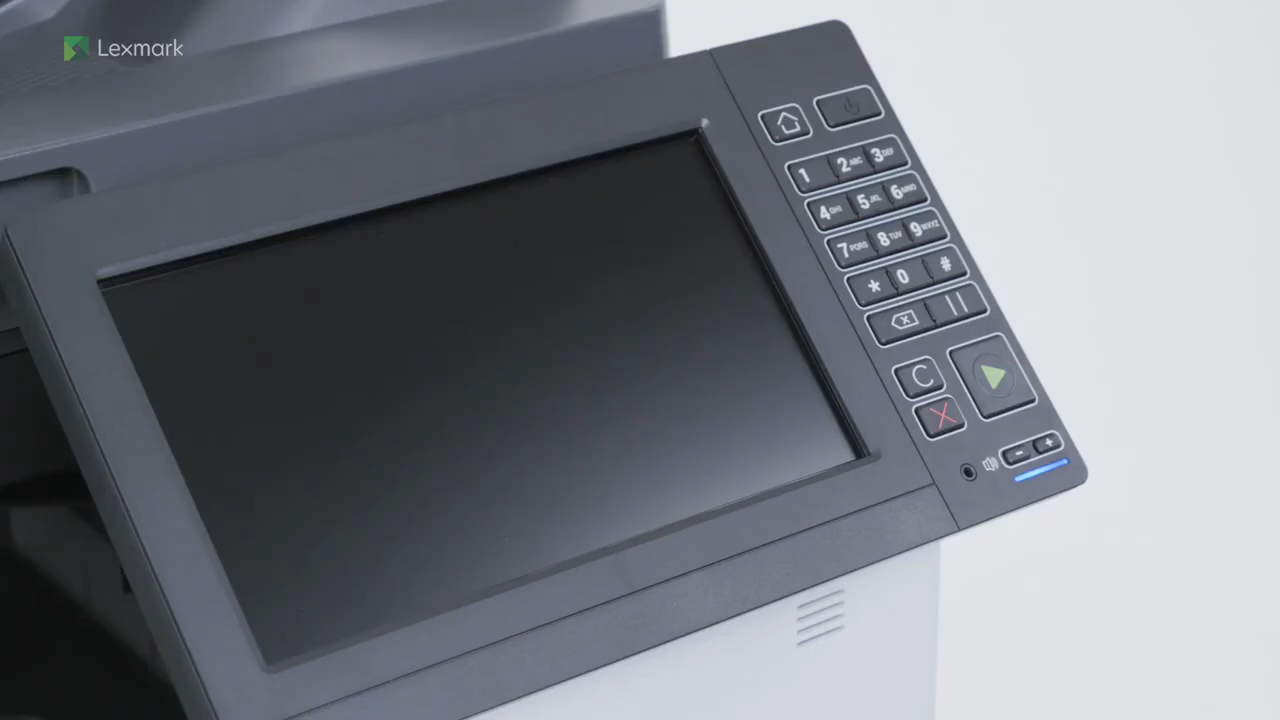 Lexmark
1 2ABC 3DEF
4GHI 5JKL 6MNO
7PQRS 8TUV 9WXYZ
* 0 #
C
- +